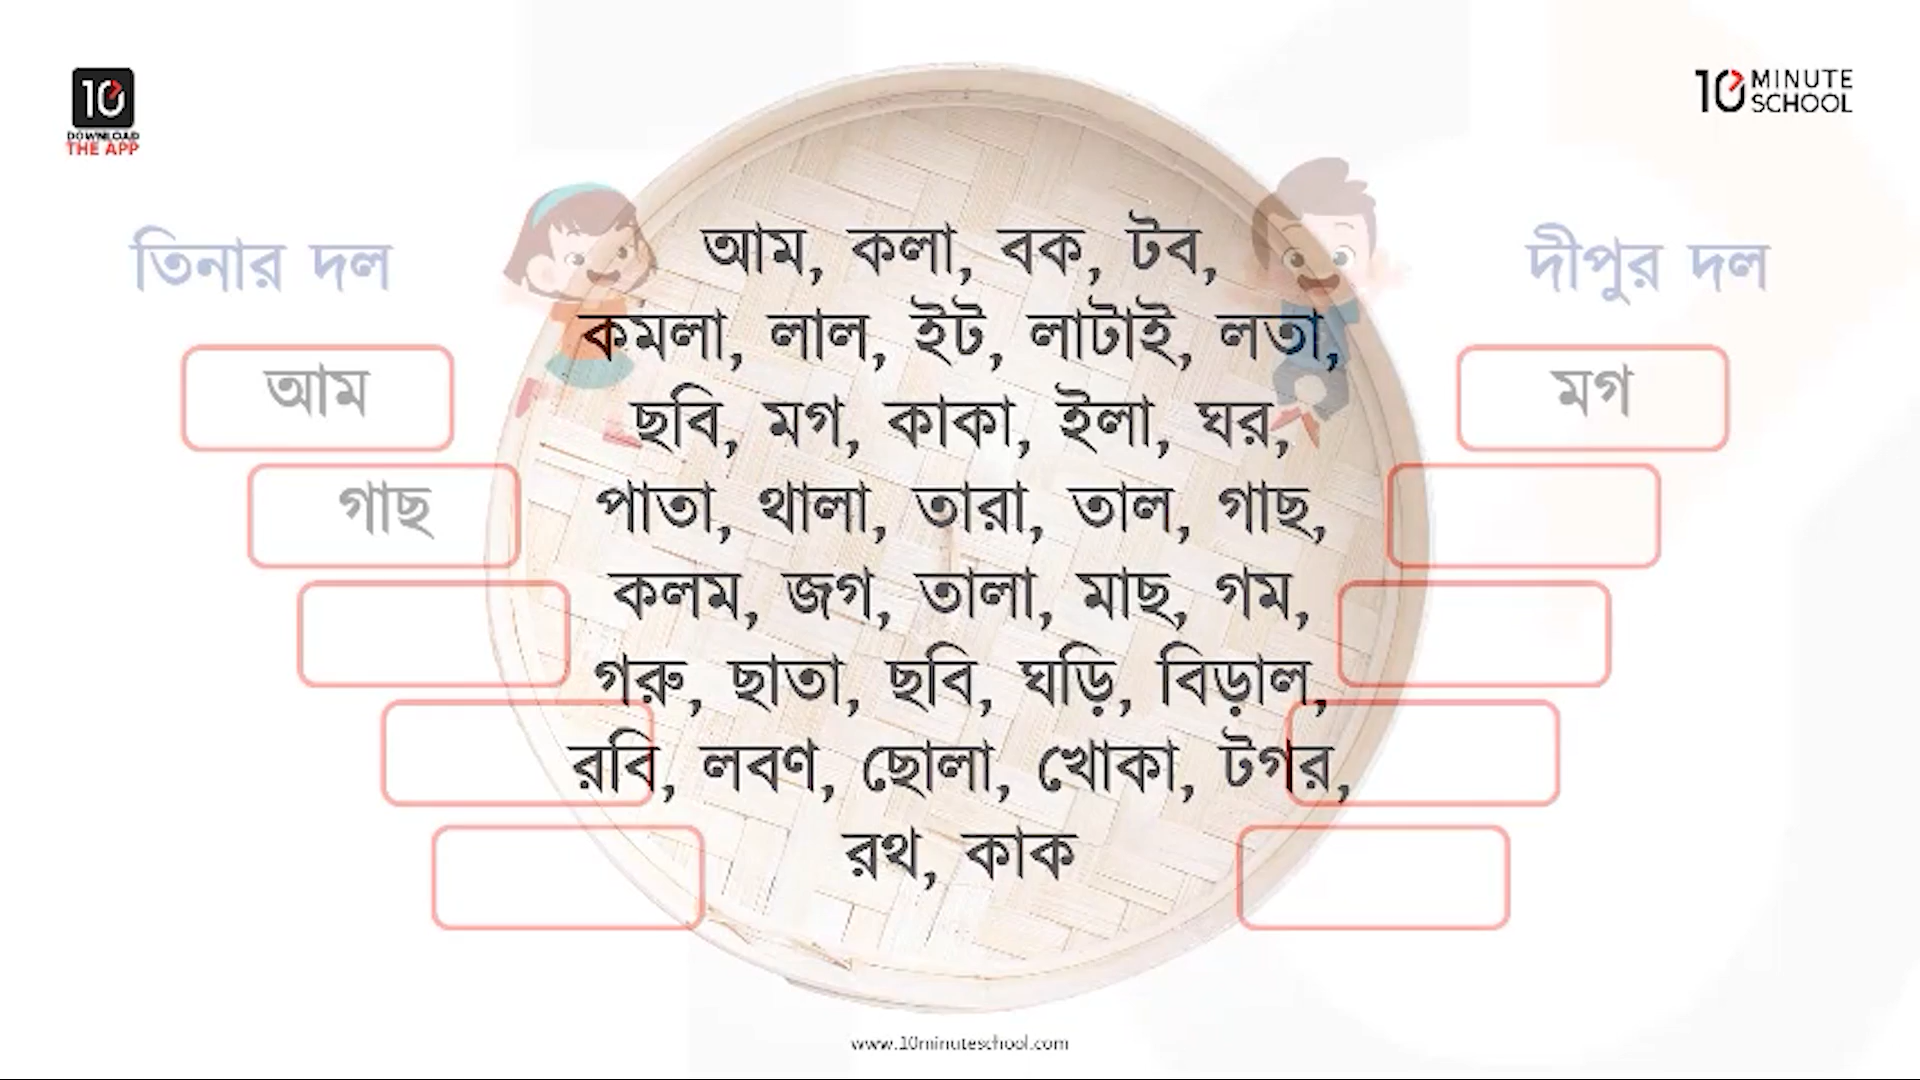 10
DOWNLOAD
THE APP
10 MINUTE
SCHOOL
তিনার দল
দীপুর দল
আম
গাছ
মগ
আম, কলা, বক, টব,
কমলা, লাল, ইট, লাটাই, লতা,
ছবি, মগ, কাকা, ইলা, ঘর,
পাতা, থালা, তারা, তাল, গাছ,
কলম, জগ, তালা, মাছ, গম,
গরু, ছাতা, ছবি, ঘড়ি, বিড়াল,
রবি, লবণ, ছোলা, খোকা, টগর,
রথ, কাক
www.10minuteschool.com